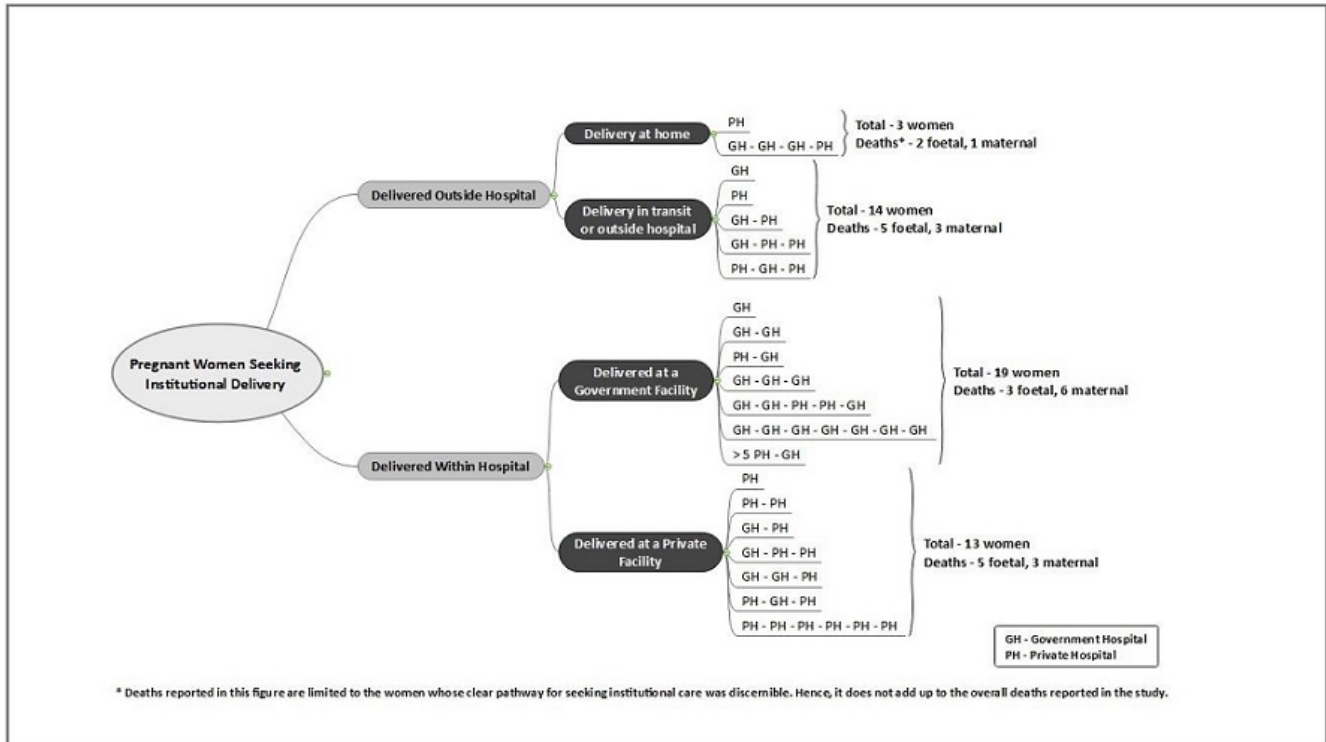 Pregnant Women Seeking
Institutional Delivery
Delivered Outside Hospital
Delivery at home
PH
GH - GH - GH - PH
Total - 3 women
Deaths* - 2 foetal, 1 maternal
Delivery in transit
or outside hospital
GH
PH
GH - PH
GH - PH - PH
PH - GH - PH
Total - 14 women
Deaths - 5 foetal, 3 maternal
Delivered Within Hospital
Delivered at a
Government Facility
GH
GH - GH
PH - GH
GH - GH - GH
GH - GH - PH - PH - GH
GH - GH - GH - GH - GH - GH - GH
> 5 PH - GH
Total - 19 women
Deaths - 3 foetal, 6 maternal
Delivered at a Private
Facility
PH
PH - PH
GH - PH
GH - PH - PH
GH - GH - PH
PH - GH - PH
PH - PH - PH - PH - PH - PH
Total - 13 women
Deaths - 5 foetal, 3 maternal
GH - Government Hospital
PH - Private Hospital
* Deaths reported in this figure are limited to the women whose clear pathway for seeking institutional care was discernible. Hence, it does not add up to the overall deaths reported in the study.